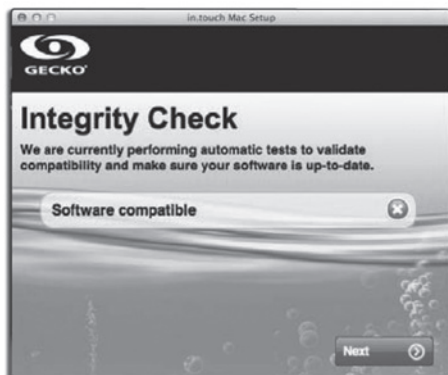 in.touch Mac Setup
GECKO
Integrity Check
We are currently performing automatic tests to validate
compatibility and make sure your software is up-to-date.
Software compatible
Next